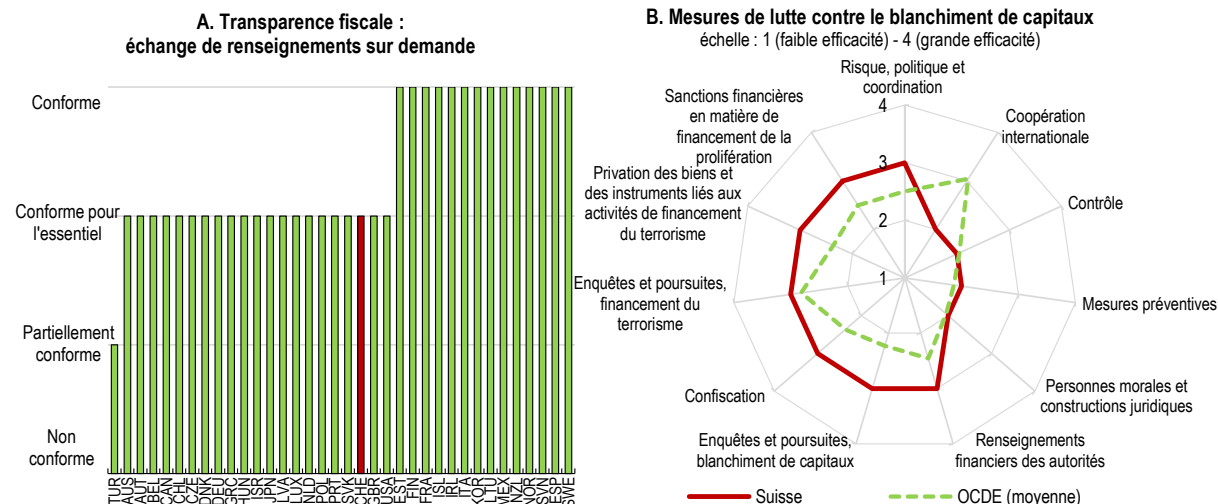 A. Transparence fiscale :
échange de renseignements sur demande
Conforme
Conforme pour
l'essentiel
Partiellement
conforme
Non
conforme
TUR
AUS
AUT
BEL
CAN
CHL
CZE
DNK
DEU
GRC
HUN
ISR
JPN
LVA
LUX
NLD
POL
PRT
SVK
CHE
GBR
USA
EST
FIN
FRA
ISL
IRL
ITA
KOR
LTU
MEX
NZL
NOR
SVN
ESP
SWE
B. Mesures de lutte contre le blanchiment de capitaux
échelle : 1 (faible efficacité) - 4 (grande efficacité)
Risque, politique et
coordination
Coopération
internationale
Contrôle
Mesures préventives
Personnes morales et
constructions juridiques
Renseignements
financiers des autorités
Enquêtes et poursuites,
blanchiment de capitaux
Confiscation
Enquêtes et poursuites,
financement du
terrorisme
Privation des biens et
des instruments liés aux
activités de financement
du terrorisme
Sanctions financières
en matière de
financement de la
prolifération
4
3
2
1
Suisse
OCDE (moyenne)